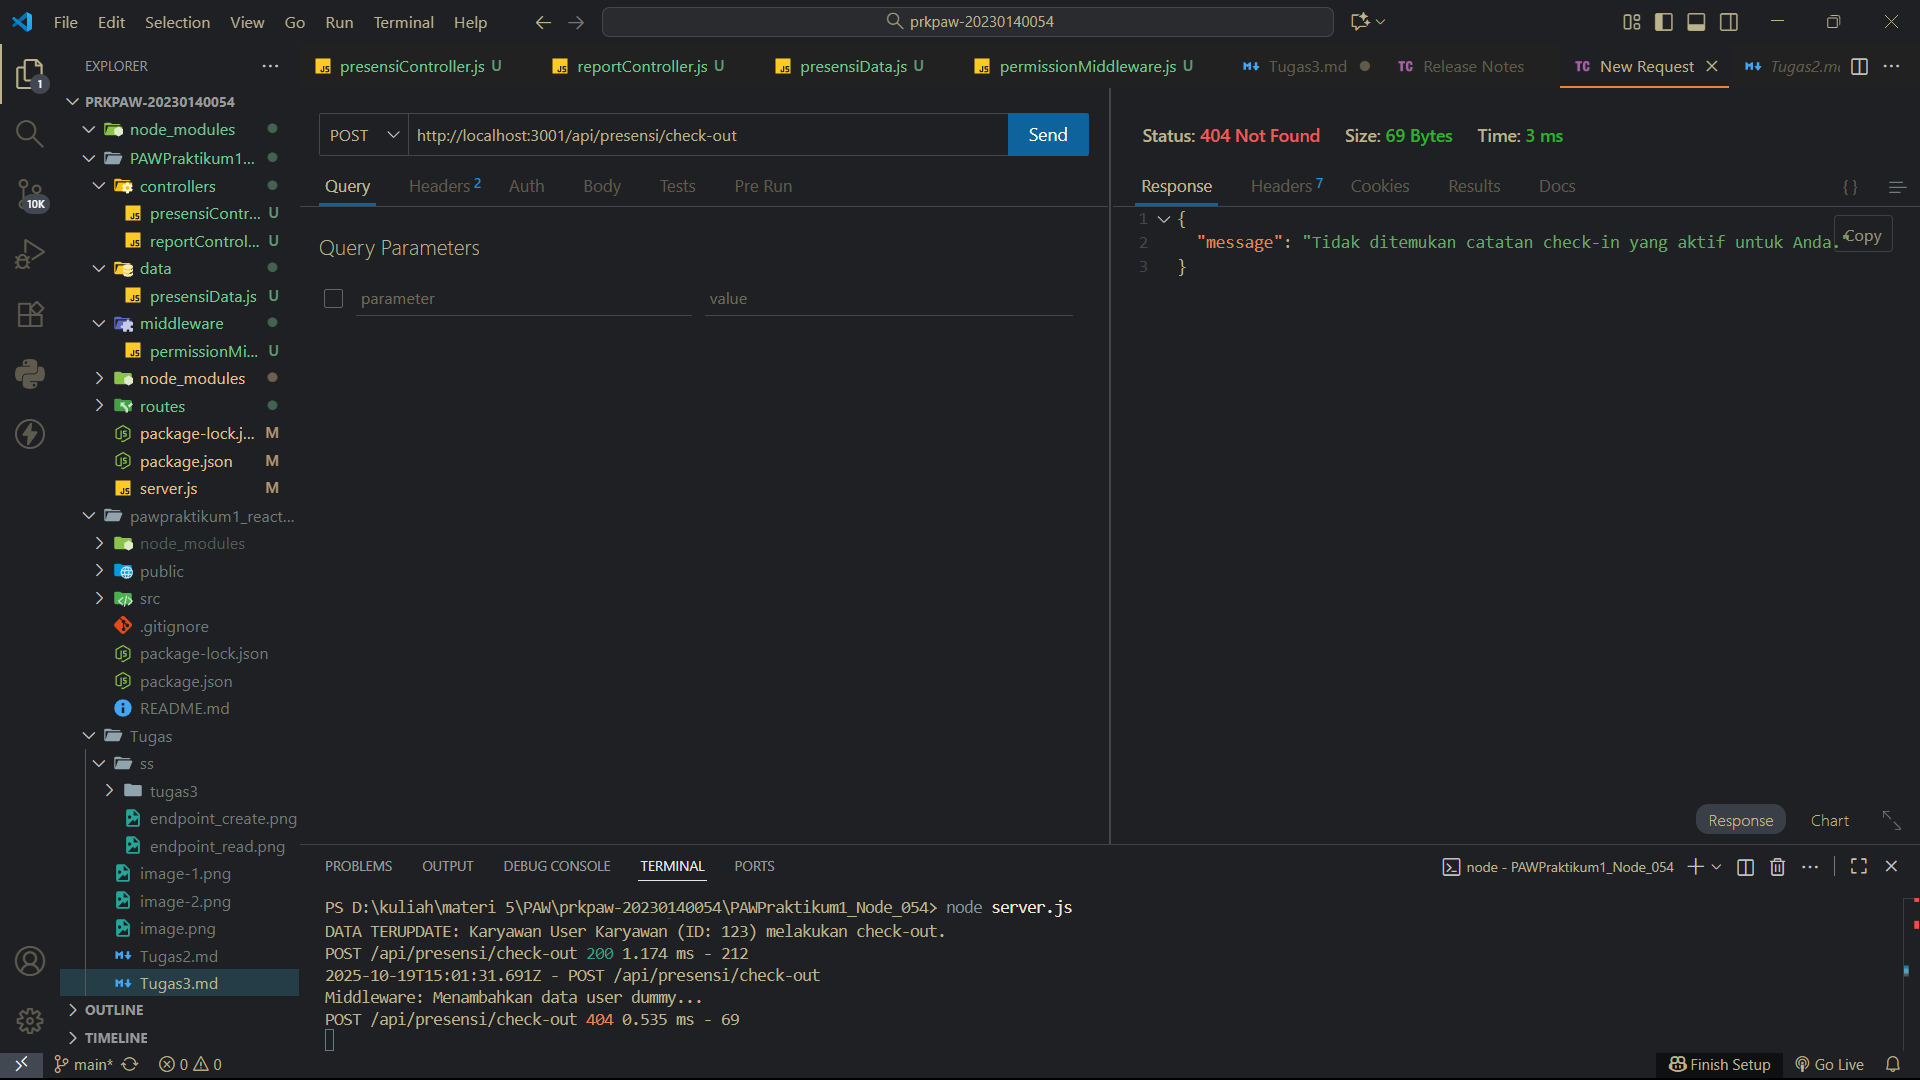 File Edit Selection View Go Run Terminal Help
prkpaw-20230140054
EXPLORER
1
10K
PRKPAW-20230140054
node_modules
PAWPraktikum1...
controllers
presensiContr... U
reportControl... U
data
presensiData.js U
middleware
permissionMi... U
node_modules
routes
package-lock.j... M
package.json M
server.js M
pawpraktikum1_react...
node_modules
public
src
.gitignore
package-lock.json
package.json
README.md
Tugas
ss
tugas3
endpoint_create.png
endpoint_read.png
image-1.png
image-2.png
image.png
Tugas2.md
Tugas3.md
OUTLINE
TIMELINE
presensiController.js U
reportController.js U
presensiData.js U
permissionMiddleware.js U
Tugas3.md
TC Release Notes
TC New Request
Tugas2.m
POST
http://localhost:3001/api/presensi/check-out
Send
Query Headers 2 Auth Body Tests Pre Run
Query Parameters
parameter value
Status: 404 Not Found Size: 69 Bytes Time: 3 ms
Response Headers 7 Cookies Results Docs
{ }
1 {
2 "message": "Tidak ditemukan catatan check-in yang aktif untuk Anda."
3 }
Copy
Response Chart
PROBLEMS OUTPUT DEBUG CONSOLE TERMINAL PORTS
node - PAWPraktikum1_Node_054
PS D:\kuliah\materi 5\PAW\prkpaw-20230140054\PAWPraktikum1_Node_054> node server.js
DATA TERUPDATE: Karyawan User Karyawan (ID: 123) melakukan check-out.
POST /api/presensi/check-out 200 1.174 ms - 212
2025-10-19T15:01:31.691Z - POST /api/presensi/check-out
Middleware: Menambahkan data user dummy...
POST /api/presensi/check-out 404 0.535 ms - 69
main* 0 0
Finish Setup Go Live